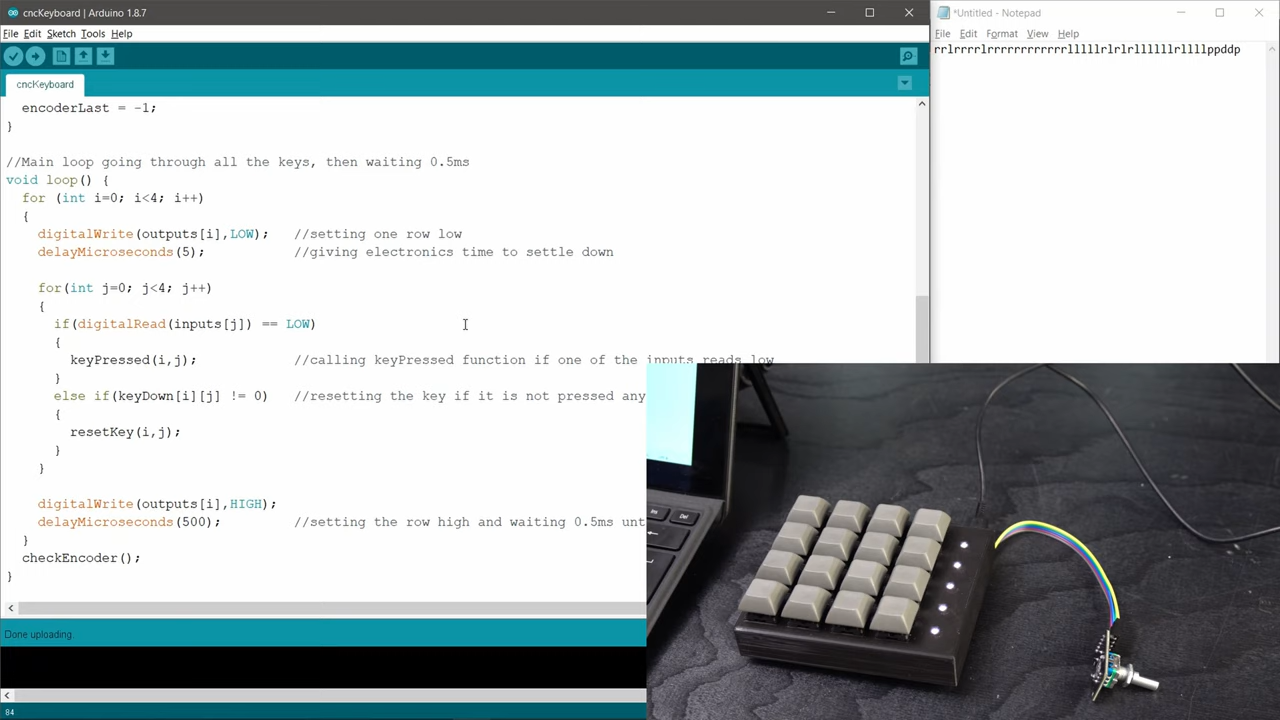 cncKeyboard | Arduino 1.8.7
File Edit Sketch Tools Help
cncKeyboard
encoderLast = -1;
}
//Main loop going through all the keys, then waiting 0.5ms
void loop() {
for (int i=0; i<4; i++)
{
digitalWrite(outputs[i],LOW); //setting one row low
delayMicroseconds(5); //giving electronics time to settle down
for(int j=0; j<4; j++)
{
if(digitalRead(inputs[j]) == LOW)
{
keyPressed(i,j); //calling keyPressed function if one of the inputs reads low
}
else if(keyDown[i][j] != 0) //resetting the key if it is not pressed any
{
resetKey(i,j);
}
}
digitalWrite(outputs[i],HIGH);
delayMicroseconds(500); //setting the row high and waiting 0.5ms unt
}
checkEncoder();
}
Done uploading
84
*Untitled - Notepad
File Edit Format View Help
rrlrrrrlrrrrrrrrrrrrlllllrlrlrllllllrllllppddp
Ins Del